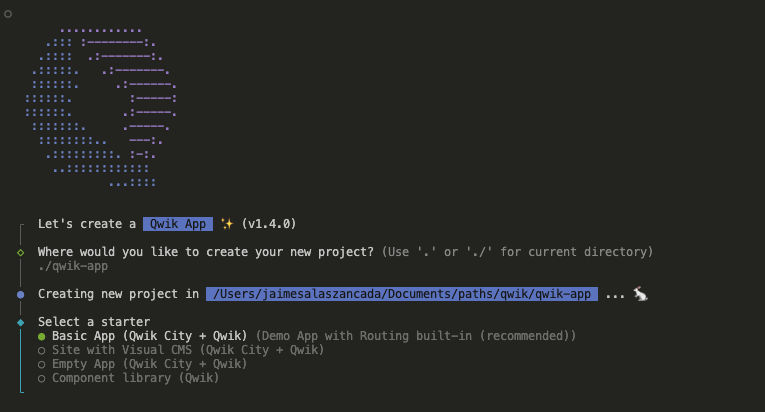 ............
.::: :--------:.
.:::: .:-------:.
.:::::. .:-------.
::::::. .:------.
::::::. :-----:
::::::. .:-----.
:::::::. .-----.
::::::::.. ---:.
.:::::::::. :-:.
..::::::::::::
...::::
Let's create a Qwik App ✨ (v1.4.0)
Where would you like to create your new project? (Use '.' or './' for current directory)
./qwik-app
Creating new project in /Users/jaimesalaszancada/Documents/paths/qwik/qwik-app ... 🐇
Select a starter
● Basic App (Qwik City + Qwik) (Demo App with Routing built-in (recommended))
○ Site with Visual CMS (Qwik City + Qwik)
○ Empty App (Qwik City + Qwik)
○ Component library (Qwik)